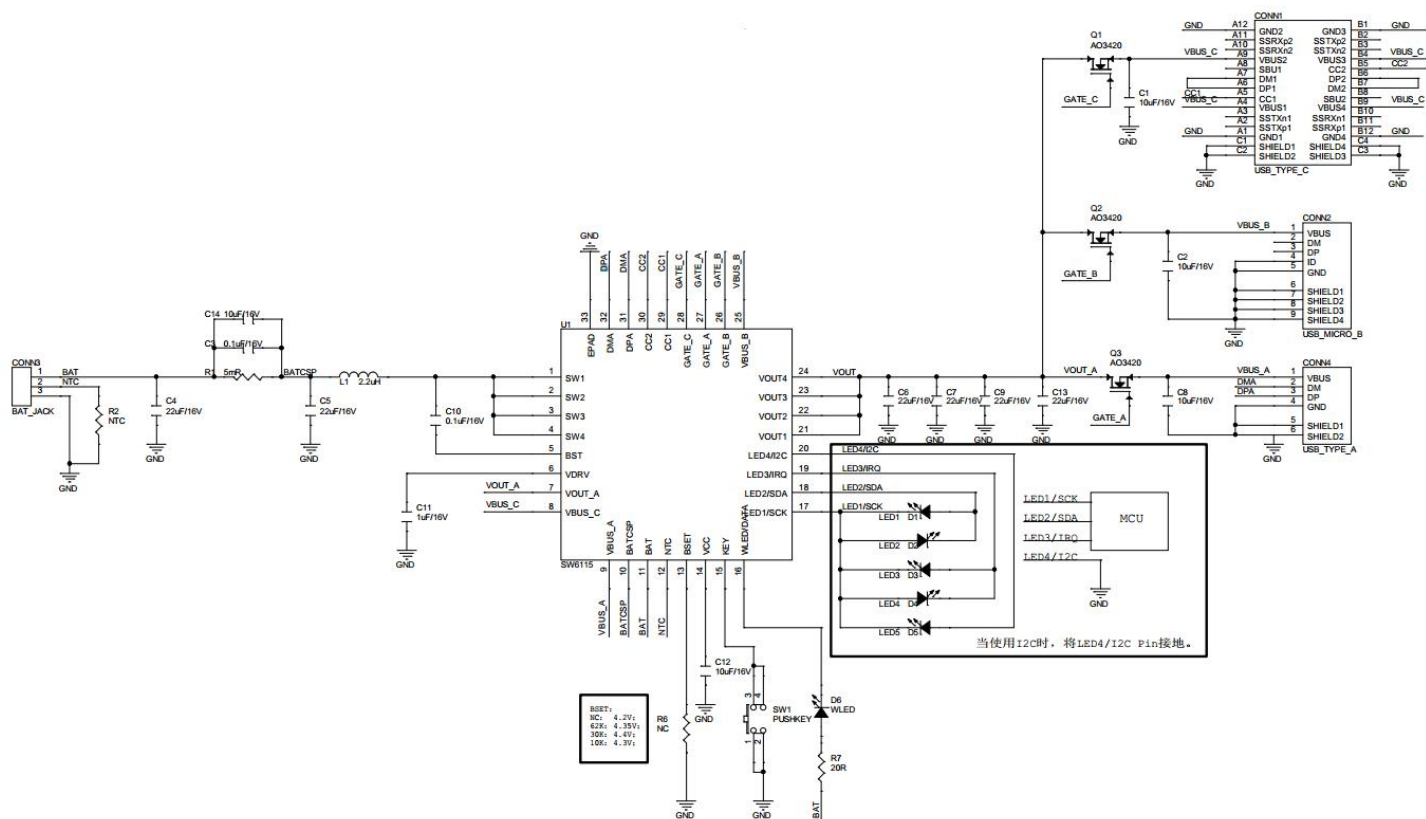 CONN1
GND A12 GND2 GND3 B1 GND
A11 SSRXp2 SSTXp2 B2
A10 SSRXn2 SSTXn2 B3
VBUS_C A9 VBUS2 VBUS3 B4 VBUS_C
A8 SBU1 CC2 B5 CC2
A7 DM1 DP2 B6
A6 DP1 DM2 B7
CC1 A5 CC1 SBU2 B8
VBUS_C A4 VBUS1 VBUS4 B9 VBUS_C
A3 SSTXn1 SSRXn1 B10
A2 SSTXp1 SSRXp1 B11
GND A1 GND1 GND4 B12 GND
C1 SHIELD1 SHIELD4 C4
C2 SHIELD2 SHIELD3 C3
USB_TYPE_C
GND
GND
Q1
AO3420
GATE_C
C1
10uF/16V
GND
Q2
AO3420
GATE_B
VBUS_B
C2
10uF/16V
CONN2
1 VBUS
2 DM
3 DP
4 ID
5 GND
6 SHIELD1
7 SHIELD2
8 SHIELD3
9 SHIELD4
USB_MICRO_B
GND
Q3
AO3420
VOUT_A
GATE_A
VBUS_A
DMA
DPA
C8
10uF/16V
CONN4
1 VBUS
2 DM
3 DP
4 GND
5 SHIELD1
6 SHIELD2
USB_TYPE_A
GND
GND
DPA
DMA
CC2
CC1
GATE_C
GATE_A
GATE_B
VBUS_B
U1
33 32 31 30 29 28 27 26 25
EPAD DMA DPA CC2 CC1 GATE_C GATE_A GATE_B VBUS_B
C14 10uF/16V
C3 0.1uF/16V
R1 5mR
BATCSP
L1 2.2uH
CONN3
1 BAT
2 NTC
3
BAT_JACK
R2
NTC
GND
C4
22uF/16V
GND
C5
22uF/16V
GND
C10
0.1uF/16V
C11
1uF/16V
GND
VOUT_A
VBUS_C
1 SW1
2 SW2
3 SW3
4 SW4
5 BST
6 VDRV
7 VOUT_A
8 VBUS_C
VOUT4 24 VOUT
VOUT3 23
VOUT2 22
VOUT1 21
LED4/I2C 20 LED4/I2C
LED3/IRQ 19 LED3/IRQ
LED2/SDA 18 LED2/SDA
LED1/SCK 17 LED1/SCK
VBUS_A BATCSP BAT NTC BSET VCC KEY WLED/DATA
SW6115
9 10 11 12 13 14 15 16
VBUS_A
BATCSP
BAT
NTC
C6
22uF/16V
GND
C7
22uF/16V
GND
C9
22uF/16V
GND
C13
22uF/16V
GND
LED1 D1
LED2 D2
LED3 D3
LED4 D4
LED5 D5
LED1/SCK
LED2/SDA
LED3/IRQ
LED4/I2C
MCU
GND
当使用I2C时，将LED4/I2C Pin接地。
C12
10uF/16V
GND
BSET:
NC: 4.2V;
62K: 4.35V;
30K: 4.4V;
10K: 4.3V;
R6
NC
GND
3 4
SW1
PUSHKEY
1 2
GND
D6
WLED
R7
20R
BAT